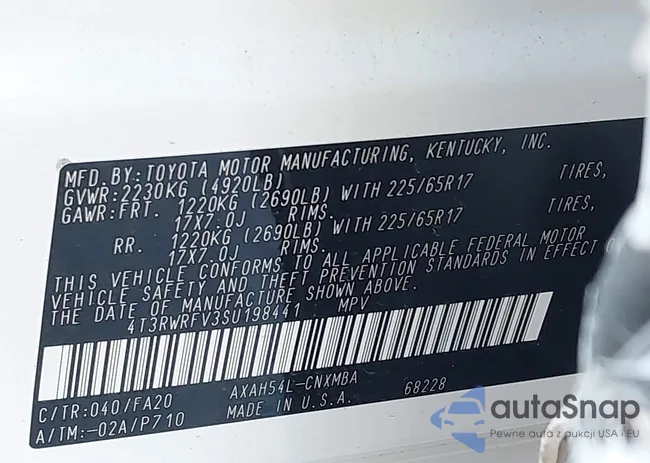 MFD. BY: TOYOTA MOTOR MANUFACTURING, KENTUCKY, INC.
GVWR: 2230KG (4920LB)
GAWR: FRT. 1220KG (2690LB) WITH 225/65R17 TIRES,
17X7.0J RIMS.
RR. 1220KG (2690LB) WITH 225/65R17 TIRES,
17X7.0J RIMS.
THIS VEHICLE CONFORMS TO ALL APPLICABLE FEDERAL MOTOR
VEHICLE SAFETY AND THEFT PREVENTION STANDARDS IN EFFECT
THE DATE OF MANUFACTURE SHOWN ABOVE.
4T3RWRFV3SU198441 MPV
C/TR: 040/FA20 AXAH54L-CNXMBA 68228
A/TM: -02A/P710 MADE IN U.S.A.
autoSnap
Pewne auta z aukcji USA i EU